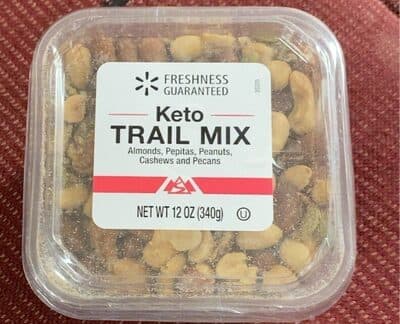 FRESHNESS
GUARANTEED
Keto
TRAIL MIX
Almonds, Pepitas, Peanuts,
Cashews and Pecans
NET WT 12 OZ (340g) U